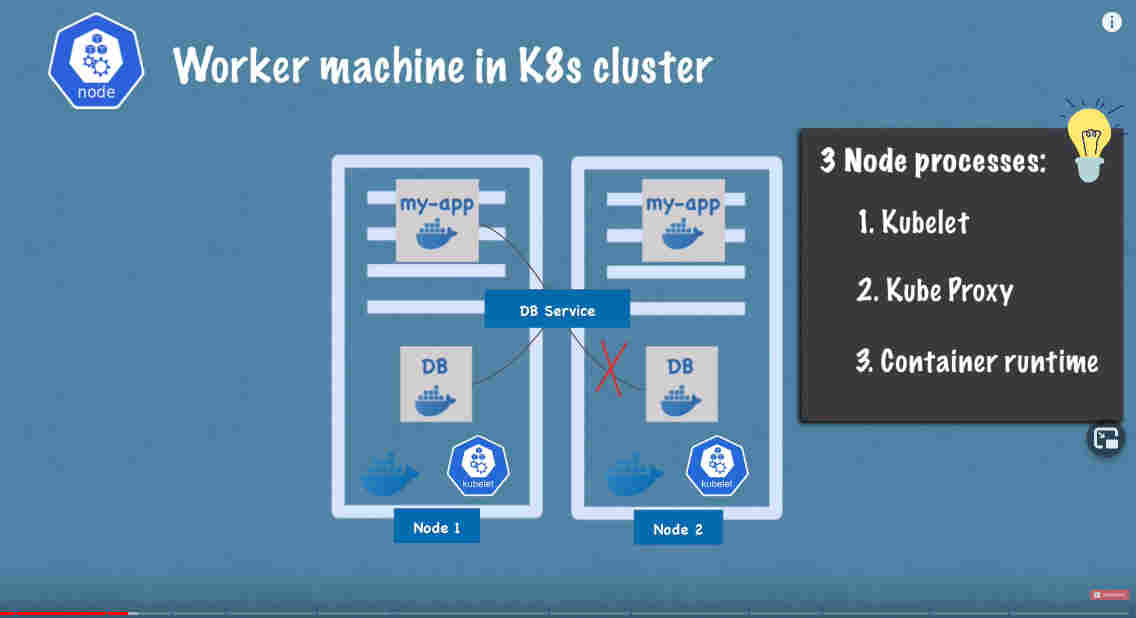 node
Worker machine in K8s cluster
3 Node processes:
1. Kubelet
2. Kube Proxy
3. Container runtime
my-app
my-app
DB Service
DB
DB
kubelet
kubelet
Node 1
Node 2